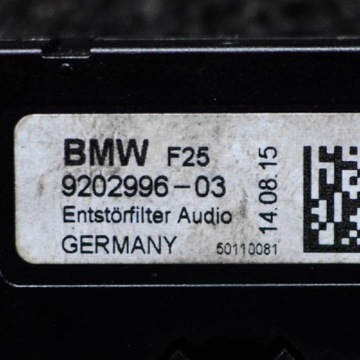 BMW F25
9202996-03
Entstörfilter Audio
GERMANY 50110081
14.08.15